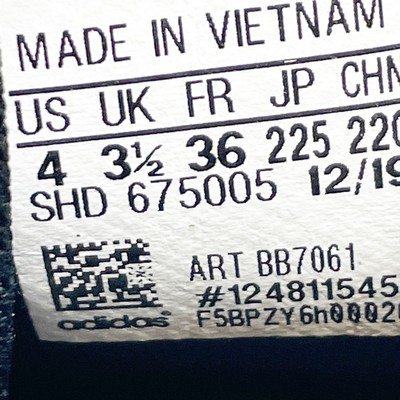 MADE IN VIETNAM
US UK FR JP CHN
4 3½ 36 225 220
SHD 675005 12/19
ART BB7061
#124811545
adidas F5BPZY6h0002